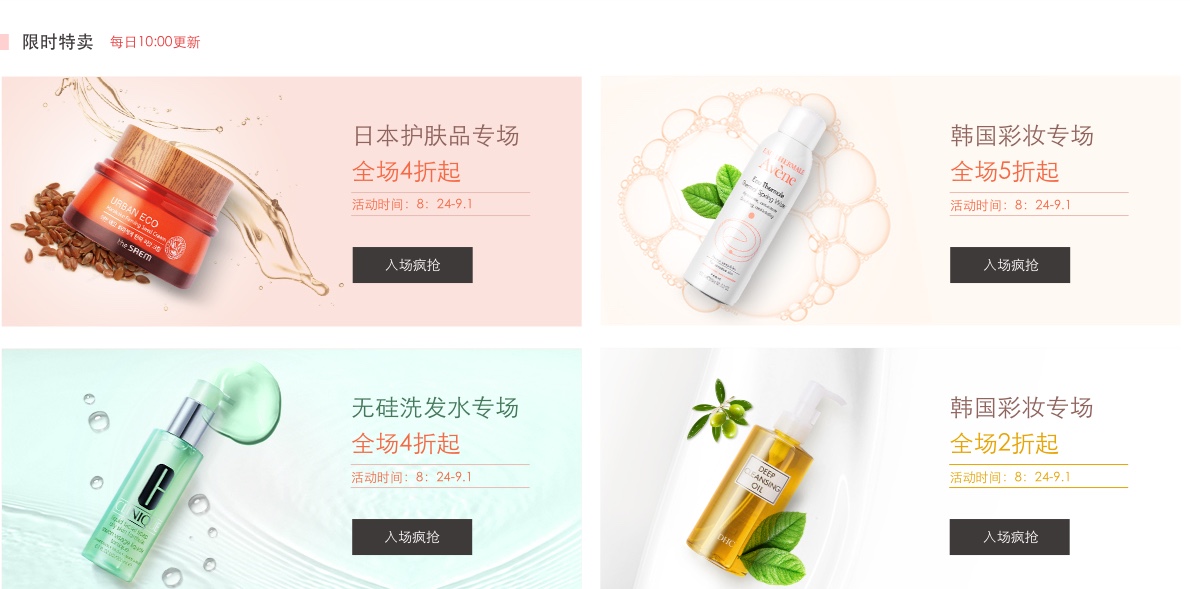 限时特卖 每日10:00更新
日本护肤品专场
全场4折起
活动时间：8：24-9.1
入场疯抢
URBAN ECO
the SAEM
韩国彩妆专场
全场5折起
活动时间：8：24-9.1
入场疯抢
EAU THERMALE
Avène
Eau Thermale
Thermal Spring Water
无硅洗发水专场
全场4折起
活动时间：8：24-9.1
入场疯抢
韩国彩妆专场
全场2折起
活动时间：8：24-9.1
入场疯抢
DEEP
CLEANSING
OIL
DHC